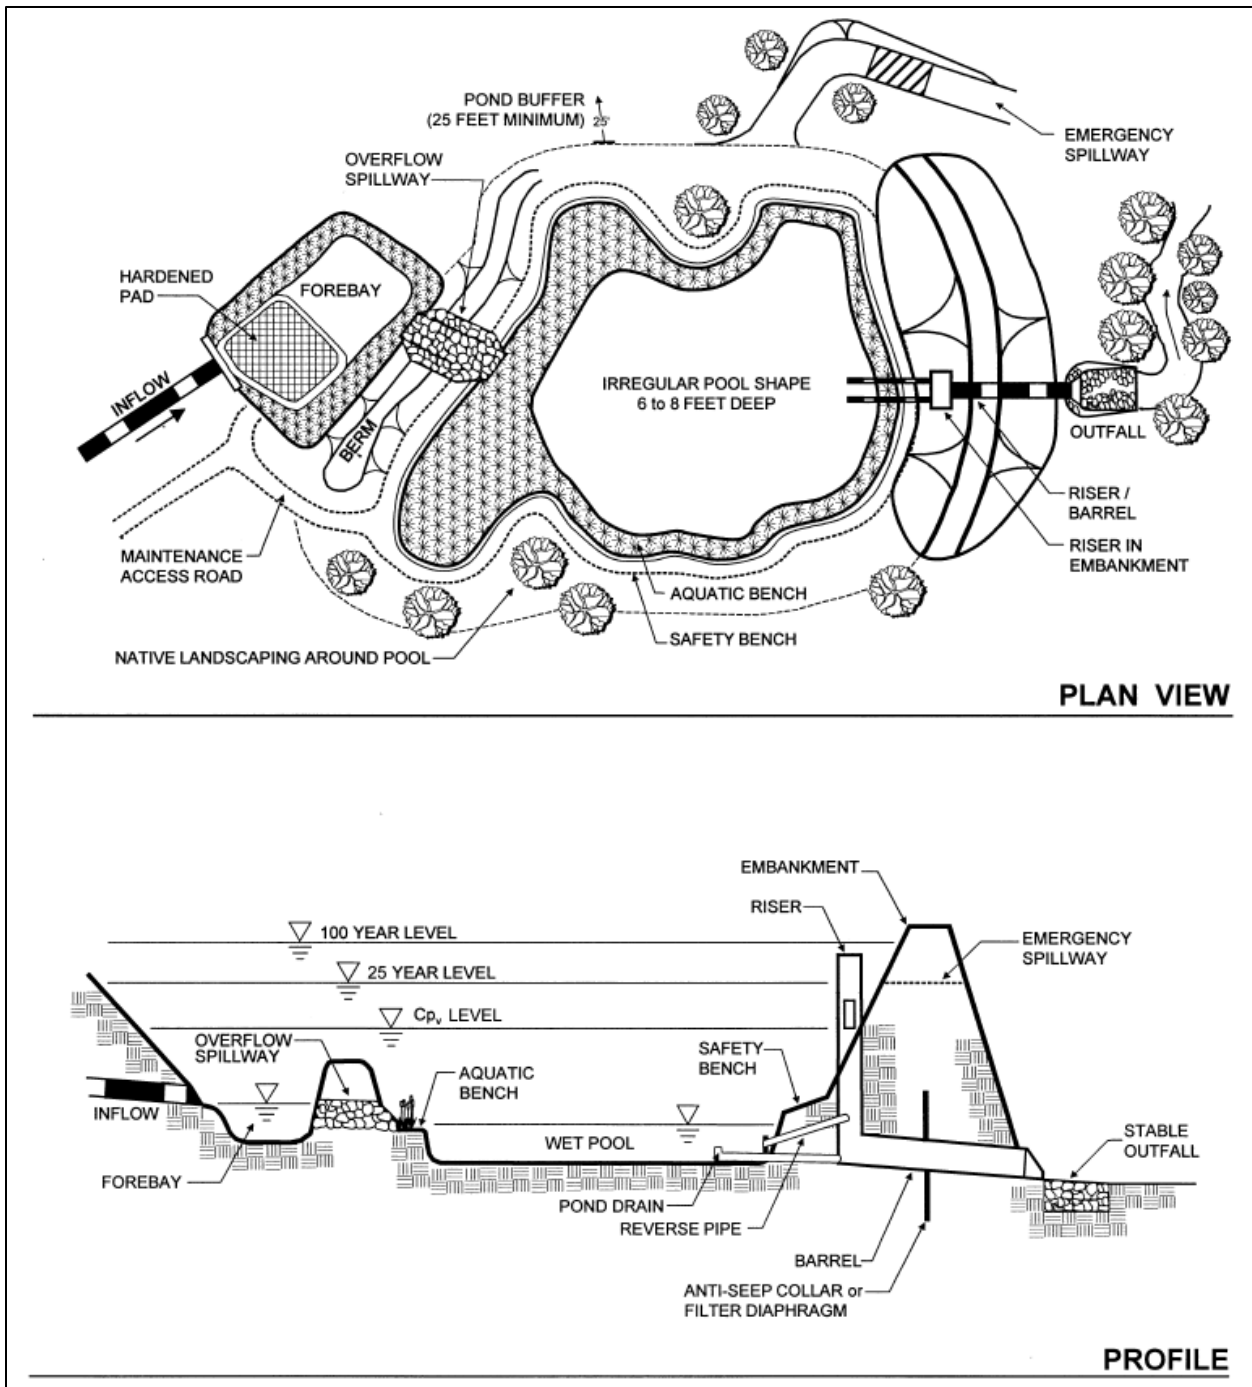 POND BUFFER
(25 FEET MINIMUM)
25'
EMERGENCY
SPILLWAY
OVERFLOW
SPILLWAY
HARDENED
PAD
FOREBAY
INFLOW
IRREGULAR POOL SHAPE
6 to 8 FEET DEEP
BERM
OUTFALL
RISER /
BARREL
RISER IN
EMBANKMENT
MAINTENANCE
ACCESS ROAD
AQUATIC BENCH
SAFETY BENCH
NATIVE LANDSCAPING AROUND POOL
PLAN VIEW
EMBANKMENT
RISER
100 YEAR LEVEL
EMERGENCY
SPILLWAY
25 YEAR LEVEL
Cpv LEVEL
OVERFLOW
SPILLWAY
SAFETY
BENCH
AQUATIC
BENCH
INFLOW
WET POOL
STABLE
OUTFALL
FOREBAY
POND DRAIN
REVERSE PIPE
BARREL
ANTI-SEEP COLLAR or
FILTER DIAPHRAGM
PROFILE